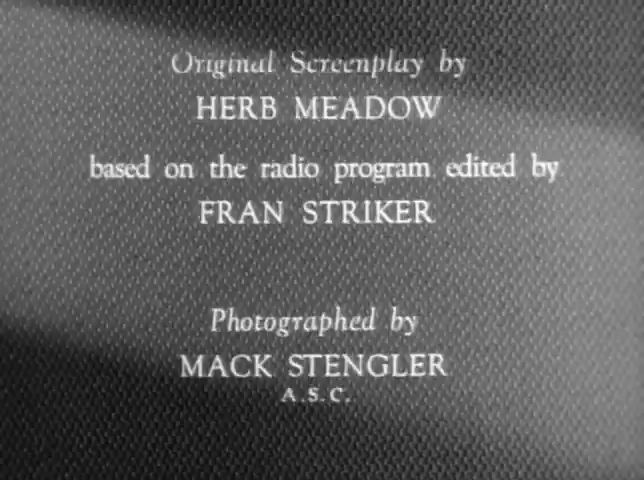 Original Screenplay by
HERB MEADOW
based on the radio program edited by
FRAN STRIKER
Photographed by
MACK STENGLER
A.S.C.